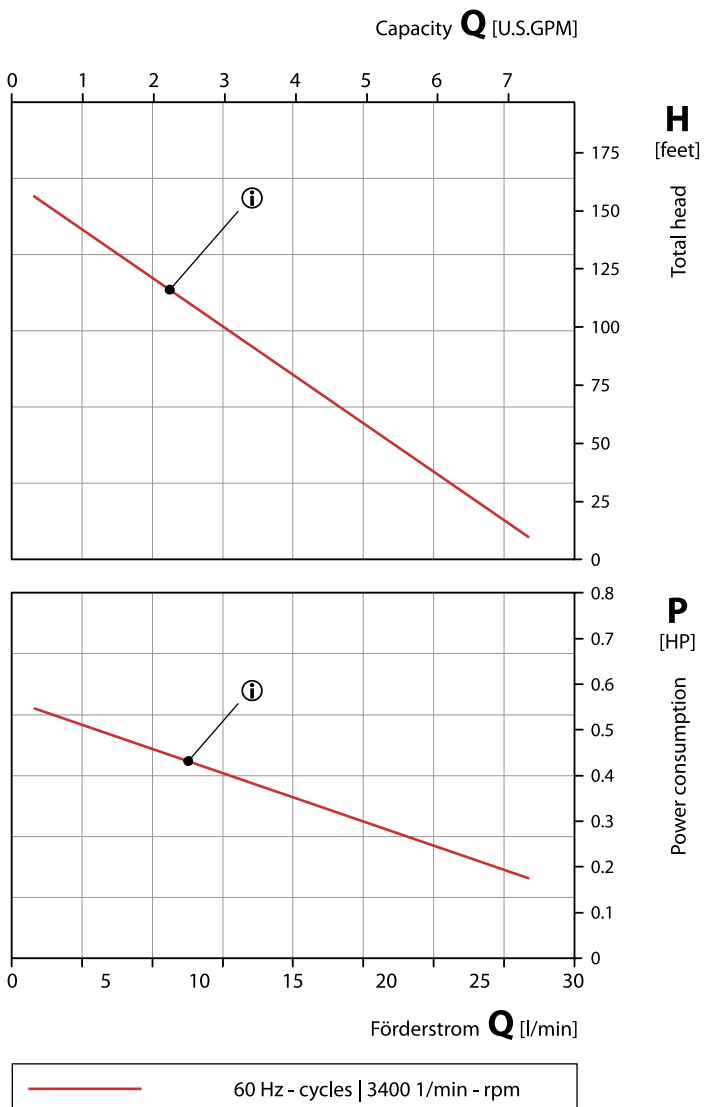 Capacity Q [U.S.GPM]
0 1 2 3 4 5 6 7
H
[feet]
Total head
175
150
125
100
75
50
25
0
i
P
[HP]
Power consumption
0.8
0.7
0.6
0.5
0.4
0.3
0.2
0.1
0
i
0 5 10 15 20 25 30
Förderstrom Q [l/min]
60 Hz - cycles | 3400 1/min - rpm